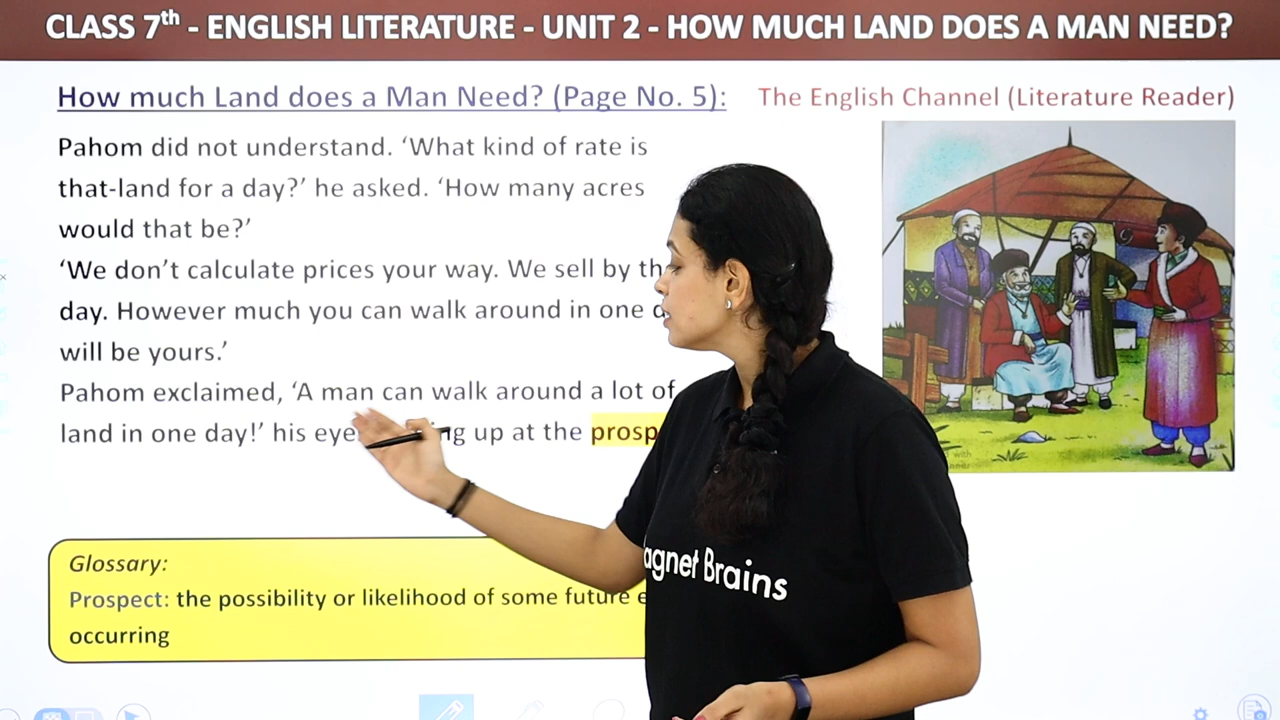 CLASS 7th - ENGLISH LITERATURE - UNIT 2 - HOW MUCH LAND DOES A MAN NEED?
How much Land does a Man Need? (Page No. 5): The English Channel (Literature Reader)
Pahom did not understand. ‘What kind of rate is
that-land for a day?’ he asked. ‘How many acres
would that be?’
‘We don’t calculate prices your way. We sell by
day. However much you can walk around in one
will be yours.’
Pahom exclaimed, ‘A man can walk around a lot of
land in one day!’ his up at the
Glossary:
Prospect: the possibility or likelihood of some future
occurring
agnet Brains
with